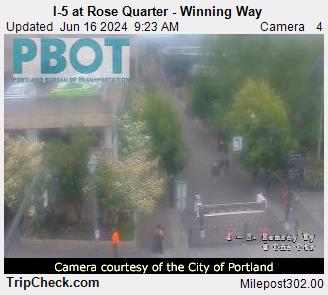 I-5 at Rose Quarter - Winning Way
Updated Jun 16 2024 9:23 AM Camera 4
PBOT
PORTLAND BUREAU OF TRANSPORTATION
Camera courtesy of the City of Portland
TripCheck.com Milepost302.00